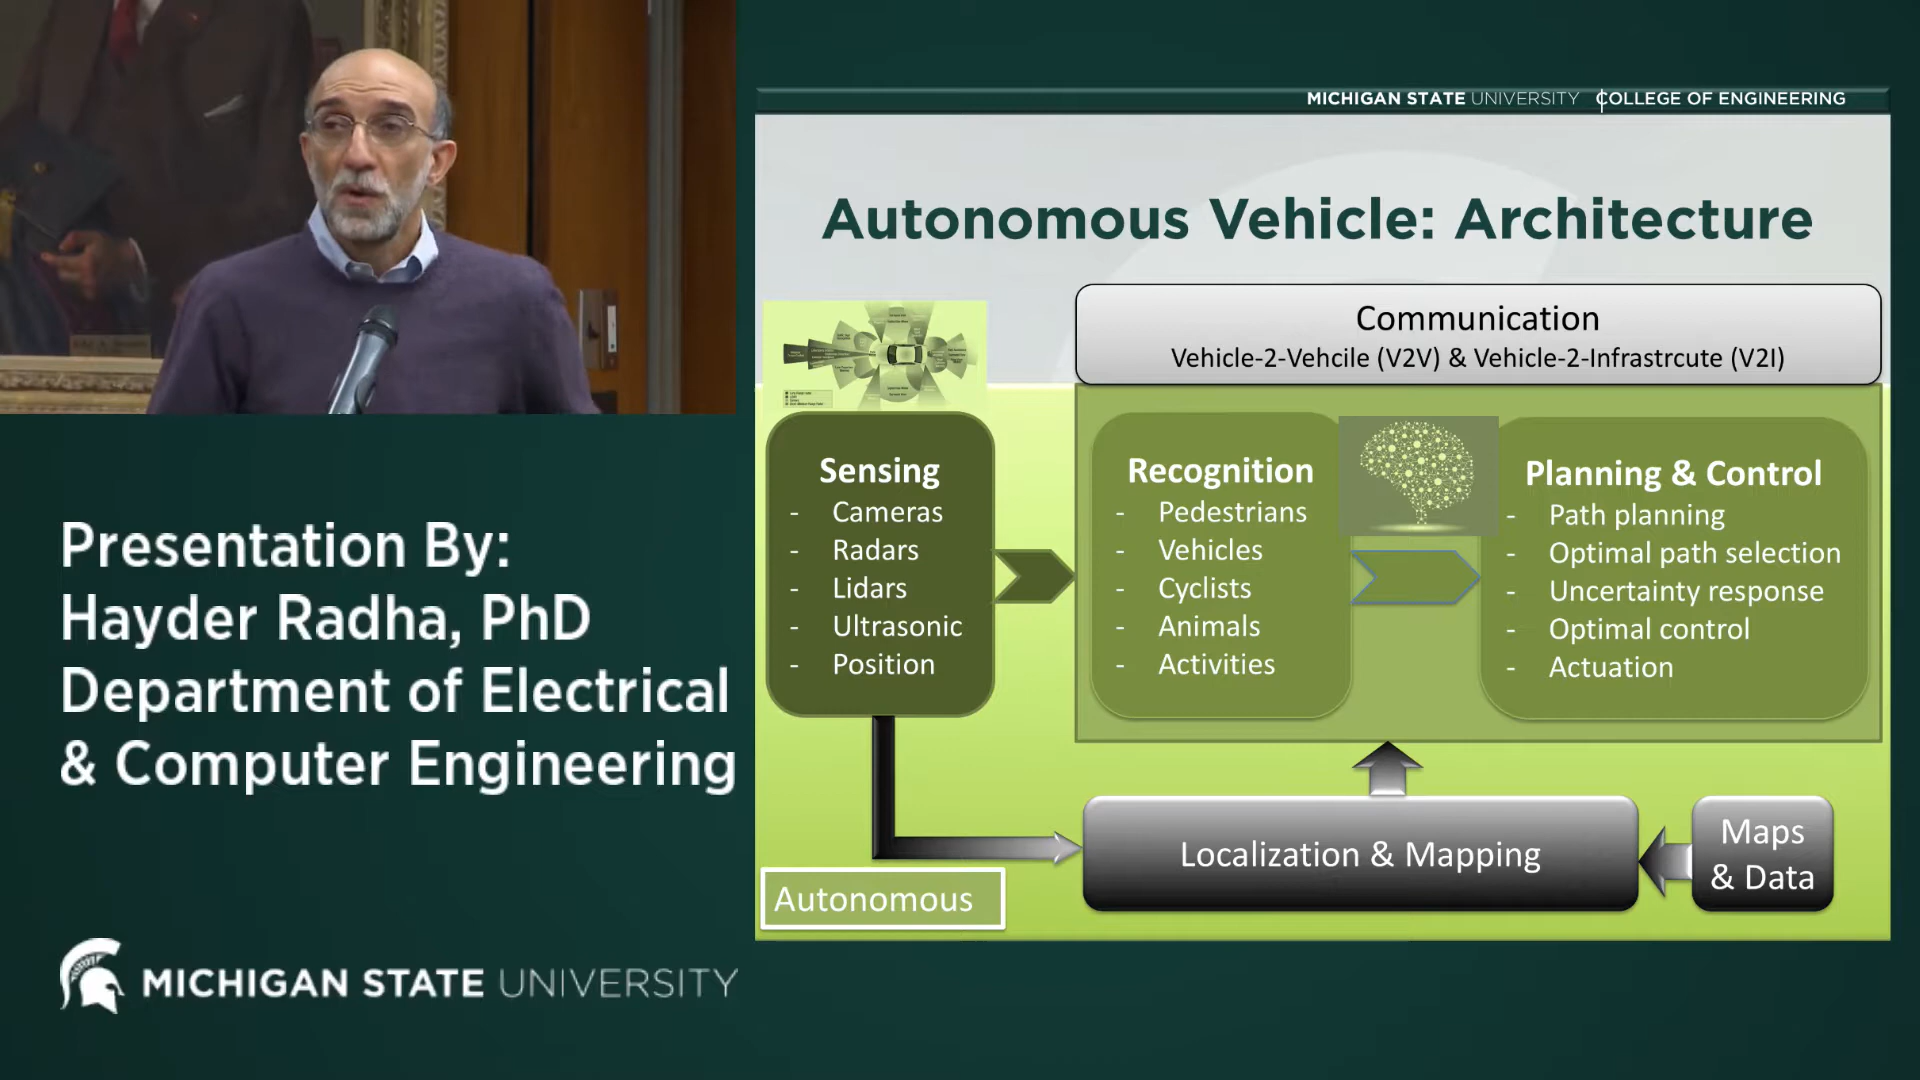 MICHIGAN STATE UNIVERSITY COLLEGE OF ENGINEERING
Autonomous Vehicle: Architecture
Communication
Vehicle-2-Vehcile (V2V) & Vehicle-2-Infrastrcute (V2I)
Sensing
- Cameras
- Radars
- Lidars
- Ultrasonic
- Position
Recognition
- Pedestrians
- Vehicles
- Cyclists
- Animals
- Activities
Planning & Control
- Path planning
- Optimal path selection
- Uncertainty response
- Optimal control
- Actuation
Localization & Mapping
Maps
& Data
Autonomous
Presentation By:
Hayder Radha, PhD
Department of Electrical
& Computer Engineering
MICHIGAN STATE UNIVERSITY